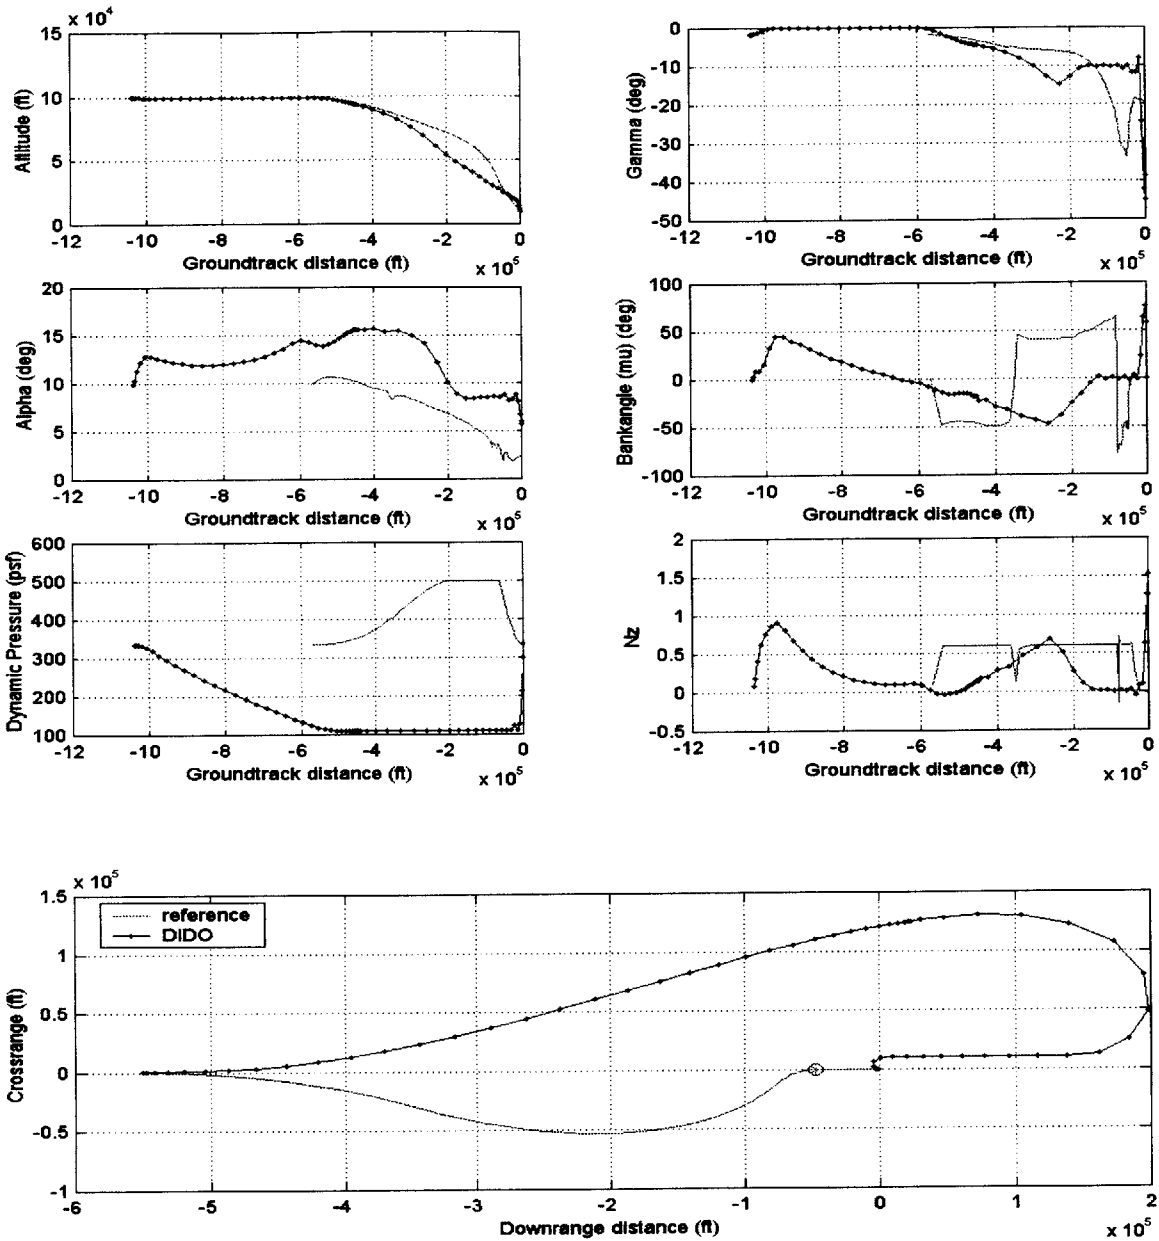 x 10^4
15
10
5
0
Altitude (ft)
-12 -10 -8 -6 -4 -2 0
Groundtrack distance (ft)
x 10^5
0
-10
-20
-30
-40
-50
Gamma (deg)
-12 -10 -8 -6 -4 -2 0
Groundtrack distance (ft)
x 10^5
20
15
10
5
0
Alpha (deg)
-12 -10 -8 -6 -4 -2 0
Groundtrack distance (ft)
x 10^5
100
50
0
-50
-100
Bankangle (mu) (deg)
-12 -10 -8 -6 -4 -2 0
Groundtrack distance (ft)
x 10^5
600
500
400
300
200
100
Dynamic Pressure (psf)
-12 -10 -8 -6 -4 -2 0
Groundtrack distance (ft)
x 10^5
2
1.5
1
0.5
0
-0.5
Nz
-12 -10 -8 -6 -4 -2 0
Groundtrack distance (ft)
x 10^5
x 10^5
1.5
1
0.5
0
-0.5
-1
Crossrange (ft)
reference
DIDO
-6 -5 -4 -3 -2 -1 0 1 2
Downrange distance (ft)
x 10^5